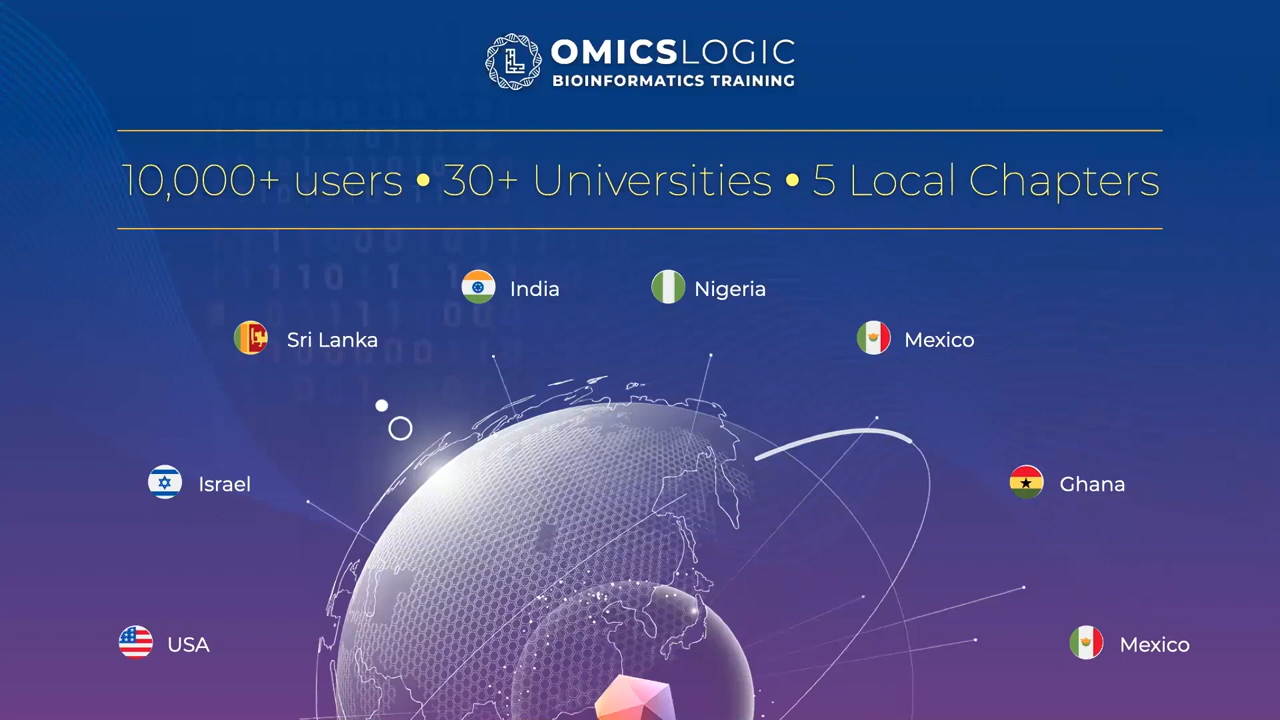 OMICSLOGIC
BIOINFORMATICS TRAINING
10,000+ users • 30+ Universities • 5 Local Chapters
India
Nigeria
Sri Lanka
Mexico
Israel
Ghana
USA
Mexico